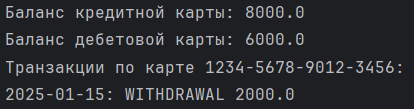 Баланс кредитной карты: 8000.0
Баланс дебетовой карты: 6000.0
Транзакции по карте 1234-5678-9012-3456:
2025-01-15: WITHDRAWAL 2000.0